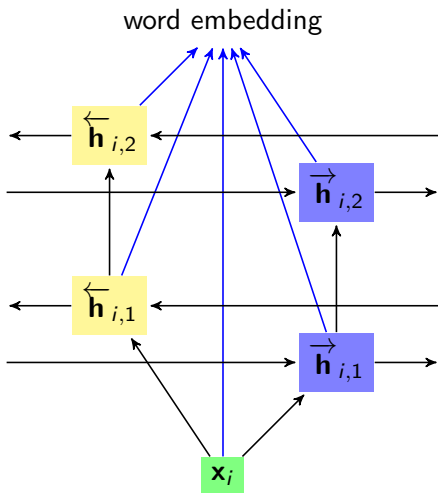 word embedding
←h i,2
→h i,2
←h i,1
→h i,1
x i